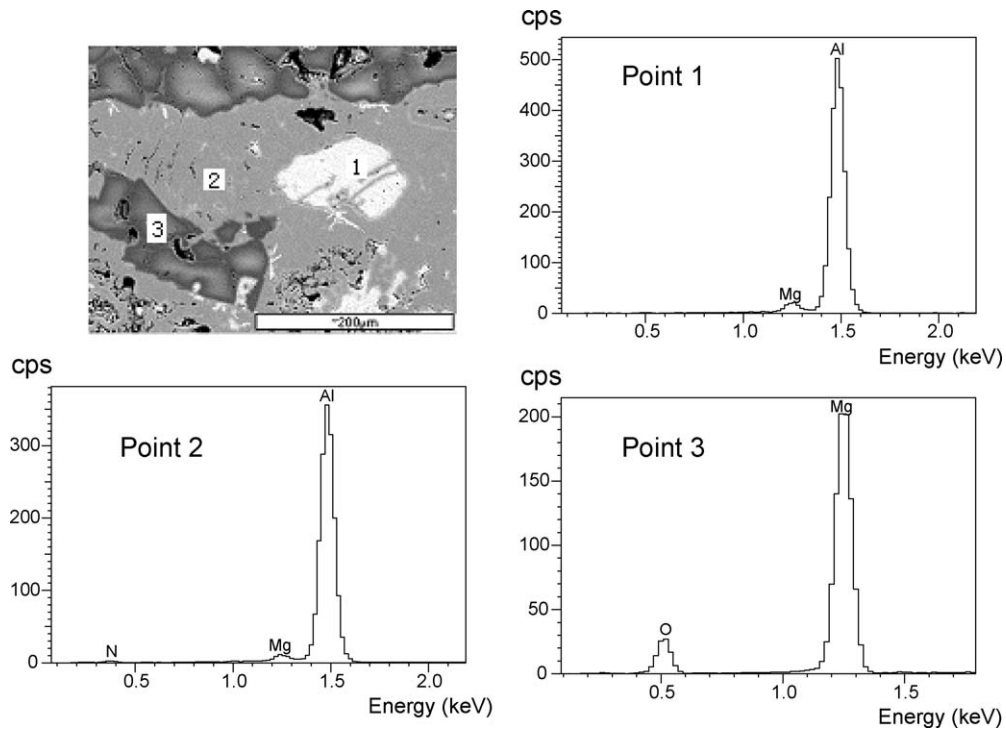 cps
Point 1
Al
Mg
500
400
300
200
100
0
0.5
1.0
1.5
2.0
Energy (keV)
1
2
3
200µm
cps
Point 2
Al
Mg
N
300
200
100
0
0.5
1.0
1.5
2.0
Energy (keV)
cps
Point 3
Mg
O
200
150
100
50
0
0.5
1.0
1.5
Energy (keV)